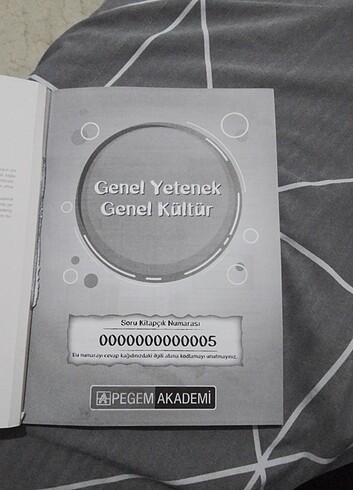 Genel Yetenek
Genel Kültür
Soru Kitapçık Numarası
0000000000005
Bu numarayı cevap kağıdınızdaki ilgili alana kodlamayı unutmayınız.
PEGEM AKADEMİ